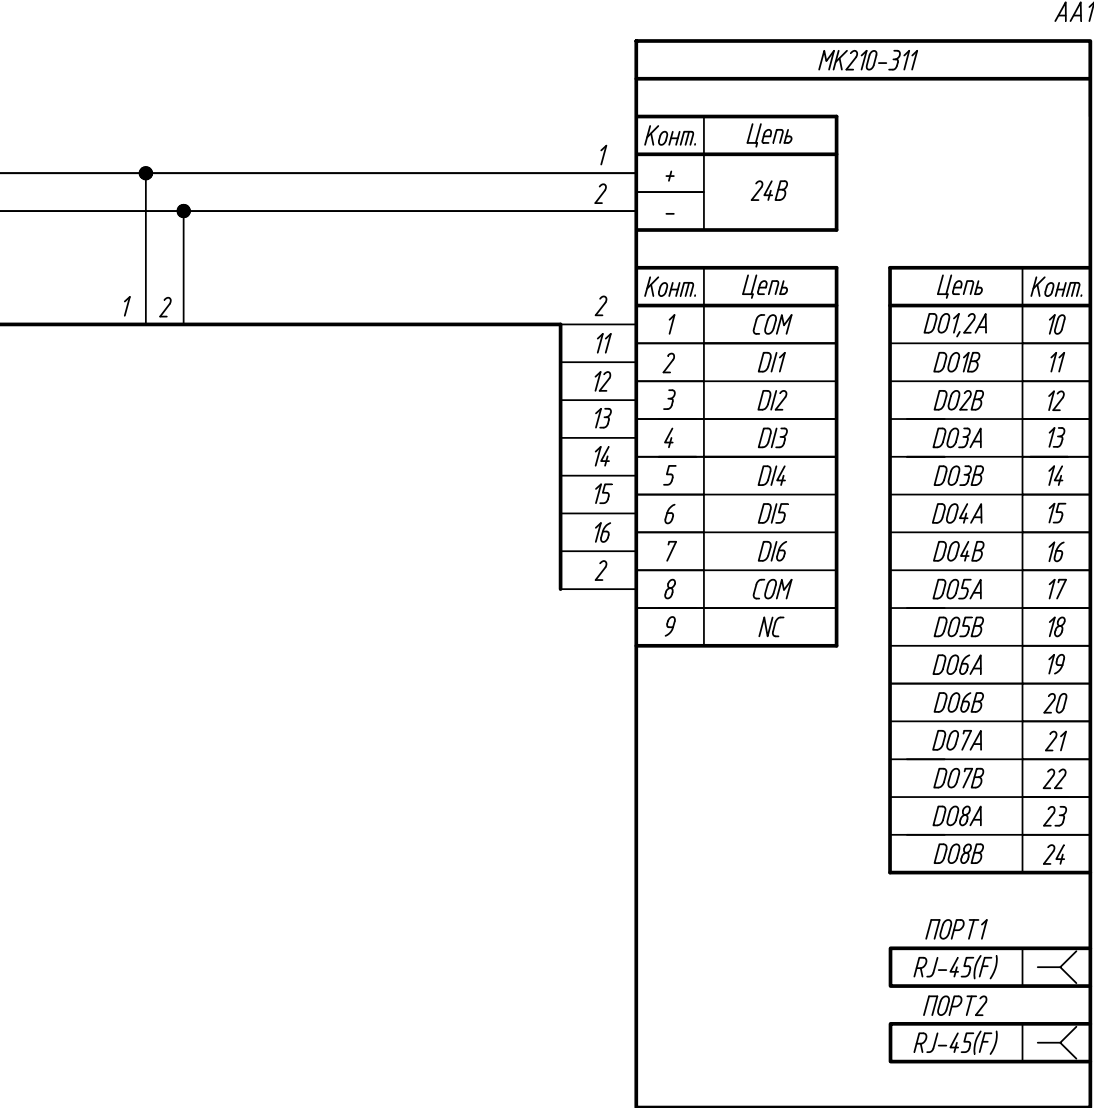 AA1
МК210-311
Конт. Цепь
1 + 24В
2 -
Конт. Цепь Цепь Конт.
1 2
2 1 COM DO1,2A 10
11 2 DI1 DO1B 11
12 3 DI2 DO2B 12
13 4 DI3 DO3A 13
14 5 DI4 DO3B 14
15 6 DI5 DO4A 15
16 7 DI6 DO4B 16
2 8 COM DO5A 17
9 NC DO5B 18
DO6A 19
DO6B 20
DO7A 21
DO7B 22
DO8A 23
DO8B 24
ПОРТ1
RJ-45(F)
ПОРТ2
RJ-45(F)